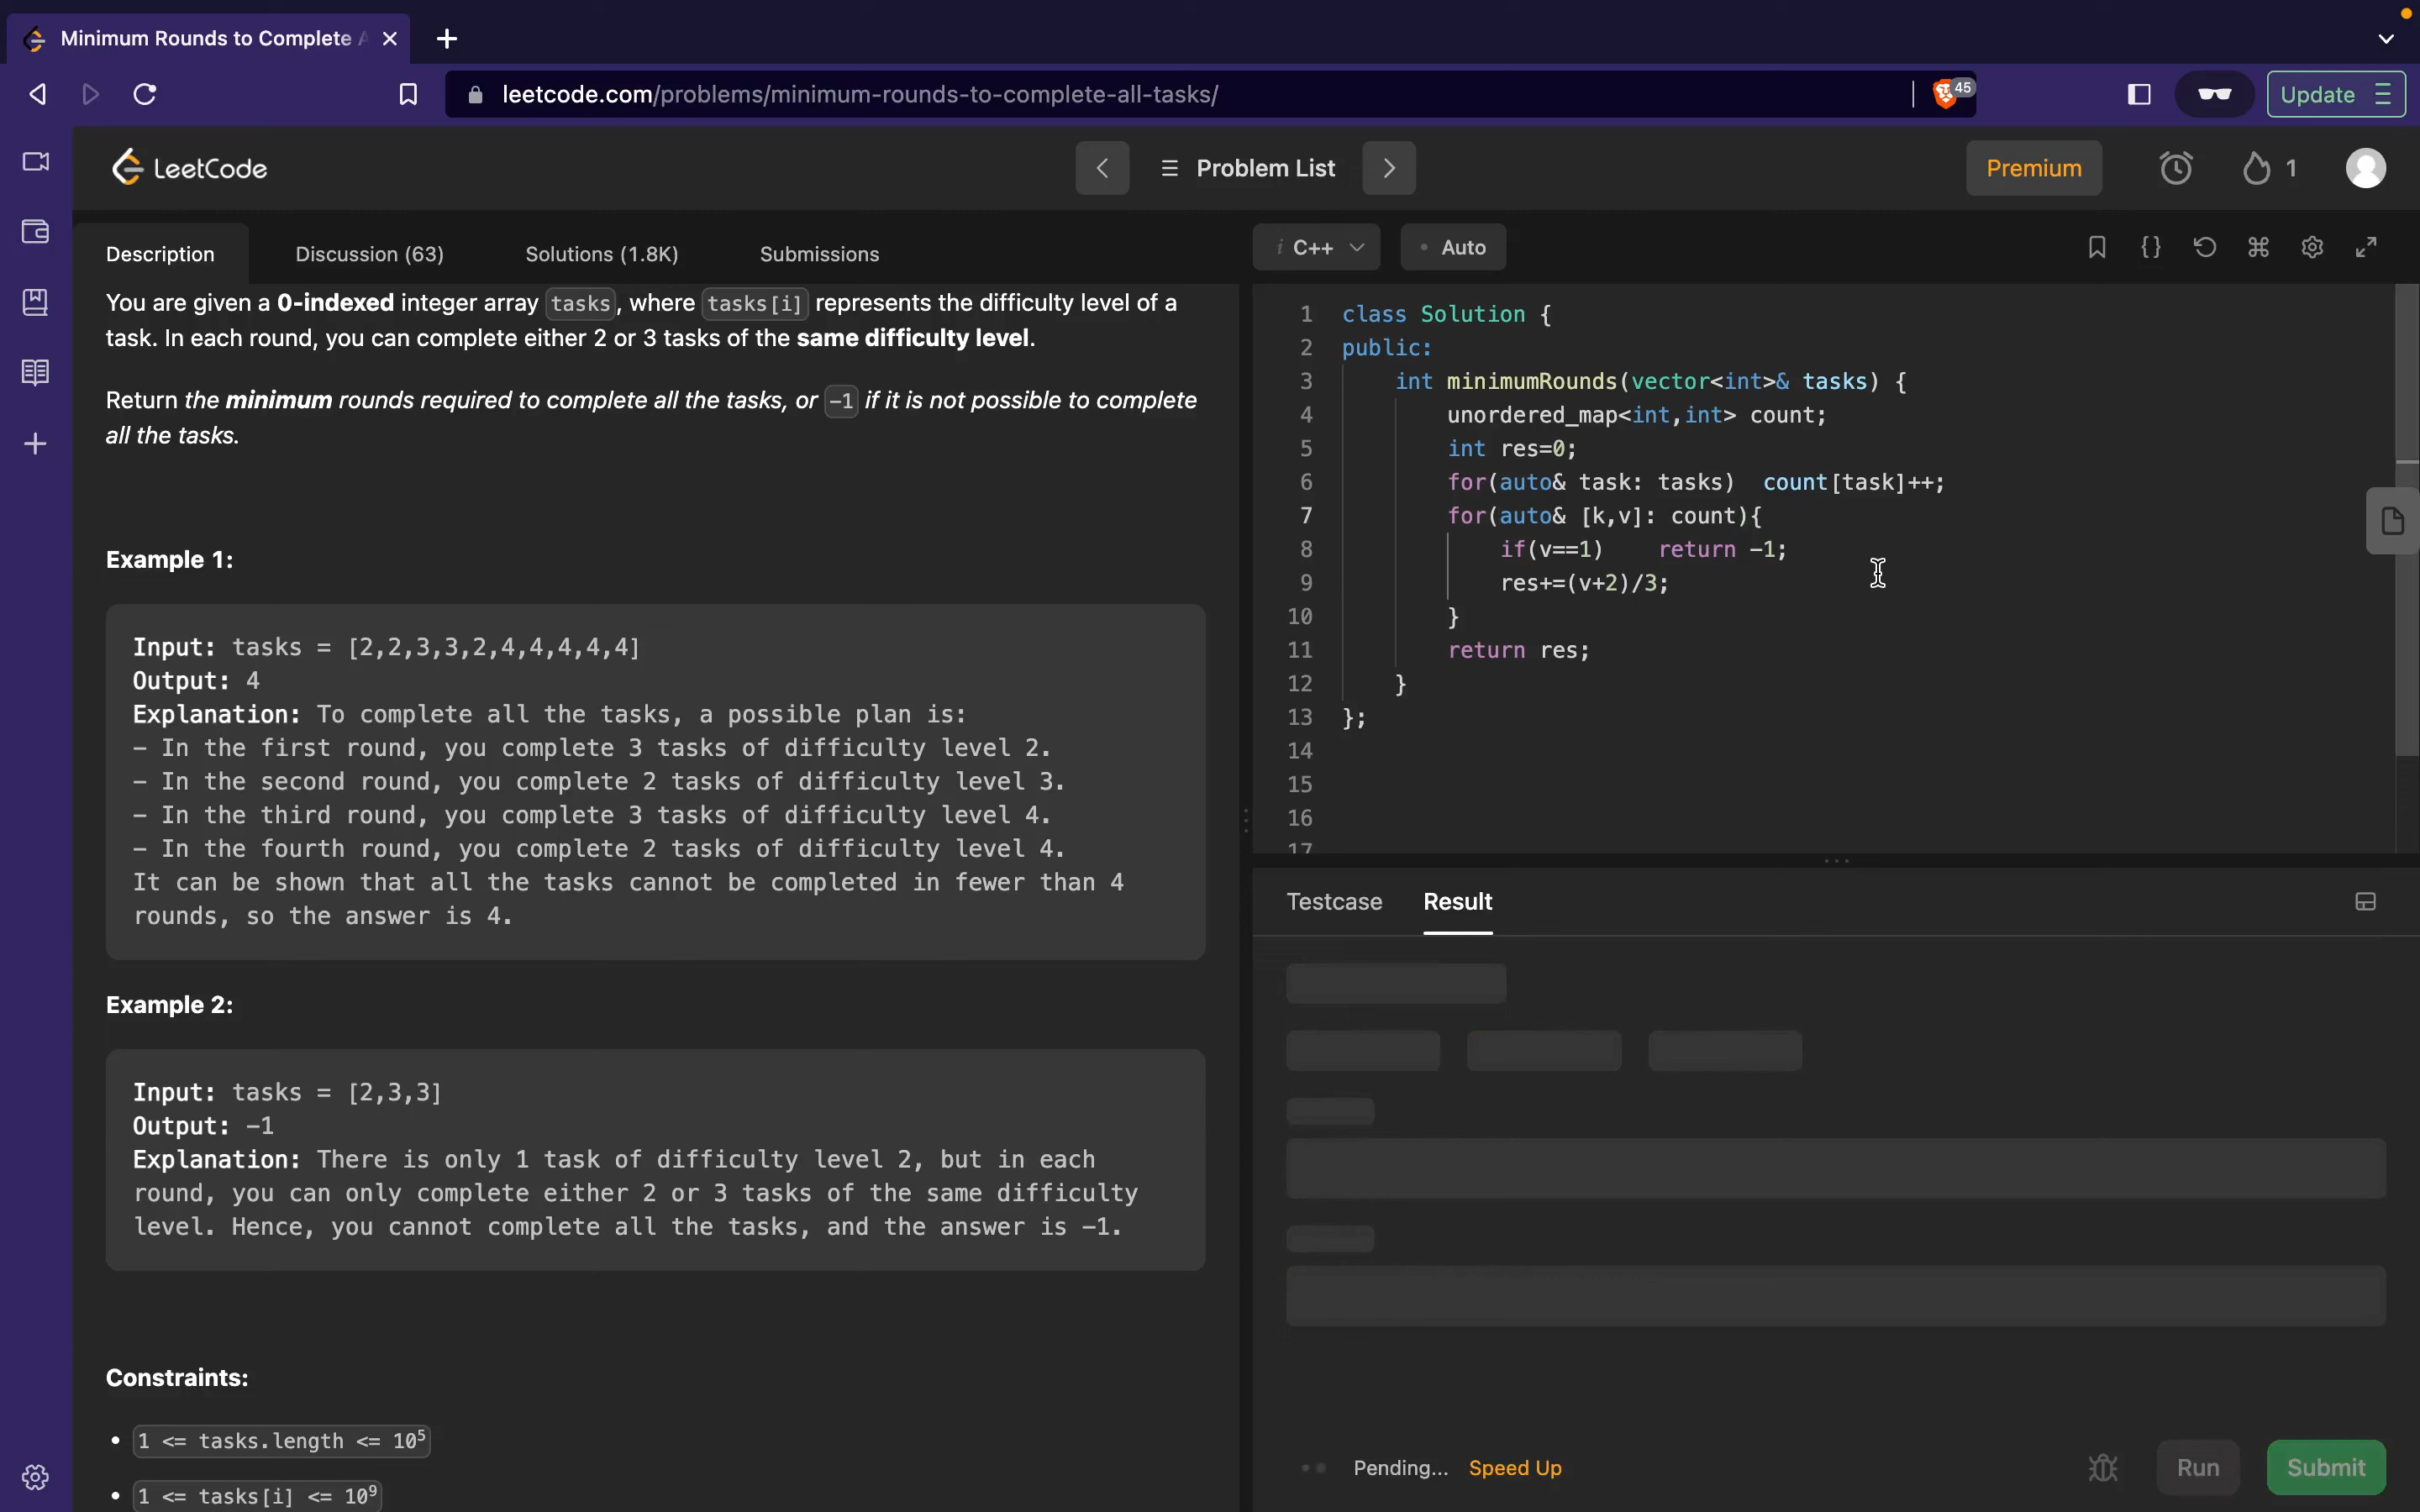 Minimum Rounds to Complete A
45
leetcode.com/problems/minimum-rounds-to-complete-all-tasks/
Update
LeetCode
Problem List
Premium
1
Description
Discussion (63)
Solutions (1.8K)
Submissions
You are given a 0-indexed integer array tasks, where tasks[i] represents the difficulty level of a
task. In each round, you can complete either 2 or 3 tasks of the same difficulty level.
Return the minimum rounds required to complete all the tasks, or -1 if it is not possible to complete
all the tasks.
Example 1:
Input: tasks = [2,2,3,3,2,4,4,4,4,4]
Output: 4
Explanation: To complete all the tasks, a possible plan is:
- In the first round, you complete 3 tasks of difficulty level 2.
- In the second round, you complete 2 tasks of difficulty level 3.
- In the third round, you complete 3 tasks of difficulty level 4.
- In the fourth round, you complete 2 tasks of difficulty level 4.
It can be shown that all the tasks cannot be completed in fewer than 4
rounds, so the answer is 4.
Example 2:
Input: tasks = [2,3,3]
Output: -1
Explanation: There is only 1 task of difficulty level 2, but in each
round, you can only complete either 2 or 3 tasks of the same difficulty
level. Hence, you cannot complete all the tasks, and the answer is -1.
Constraints:
• 1 <= tasks.length <= 10⁵
• 1 <= tasks[i] <= 10⁹
i C++
• Auto
1 class Solution {
2 public:
3 int minimumRounds(vector<int>& tasks) {
4 unordered_map<int,int> count;
5 int res=0;
6 for(auto& task: tasks) count[task]++;
7 for(auto& [k,v]: count){
8 if(v==1) return -1;
9 res+=(v+2)/3;
10 }
11 return res;
12 }
13 };
14
15
16
17
Testcase
Result
Pending...
Speed Up
Run
Submit